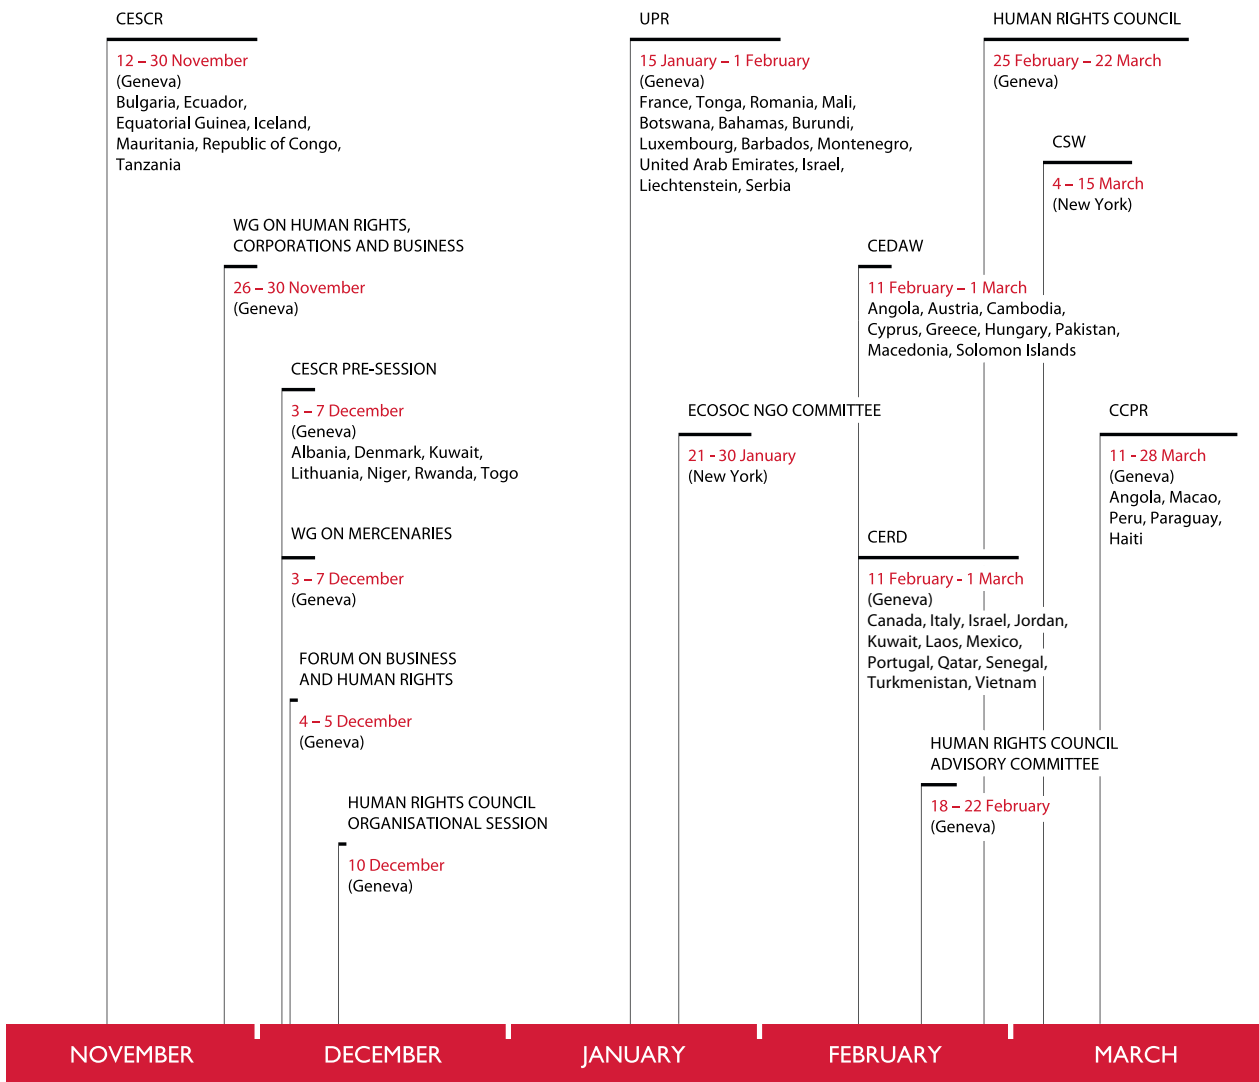 CESCR
12 – 30 November
(Geneva)
Bulgaria, Ecuador,
Equatorial Guinea, Iceland,
Mauritania, Republic of Congo,
Tanzania
WG ON HUMAN RIGHTS,
CORPORATIONS AND BUSINESS
26 – 30 November
(Geneva)
CESCR PRE-SESSION
3 – 7 December
(Geneva)
Albania, Denmark, Kuwait,
Lithuania, Niger, Rwanda, Togo
WG ON MERCENARIES
3 – 7 December
(Geneva)
FORUM ON BUSINESS
AND HUMAN RIGHTS
4 – 5 December
(Geneva)
HUMAN RIGHTS COUNCIL
ORGANISATIONAL SESSION
10 December
(Geneva)
UPR
15 January – 1 February
(Geneva)
France, Tonga, Romania, Mali,
Botswana, Bahamas, Burundi,
Luxembourg, Barbados, Montenegro,
United Arab Emirates, Israel,
Liechtenstein, Serbia
ECOSOC NGO COMMITTEE
21 - 30 January
(New York)
HUMAN RIGHTS COUNCIL
25 February – 22 March
(Geneva)
CSW
4 – 15 March
(New York)
CEDAW
11 February – 1 March
Angola, Austria, Cambodia,
Cyprus, Greece, Hungary, Pakistan,
Macedonia, Solomon Islands
CCPR
11 - 28 March
(Geneva)
Angola, Macao,
Peru, Paraguay,
Haiti
CERD
11 February - 1 March
(Geneva)
Canada, Italy, Israel, Jordan,
Kuwait, Laos, Mexico,
Portugal, Qatar, Senegal,
Turkmenistan, Vietnam
HUMAN RIGHTS COUNCIL
ADVISORY COMMITTEE
18 – 22 February
(Geneva)
NOVEMBER
DECEMBER
JANUARY
FEBRUARY
MARCH